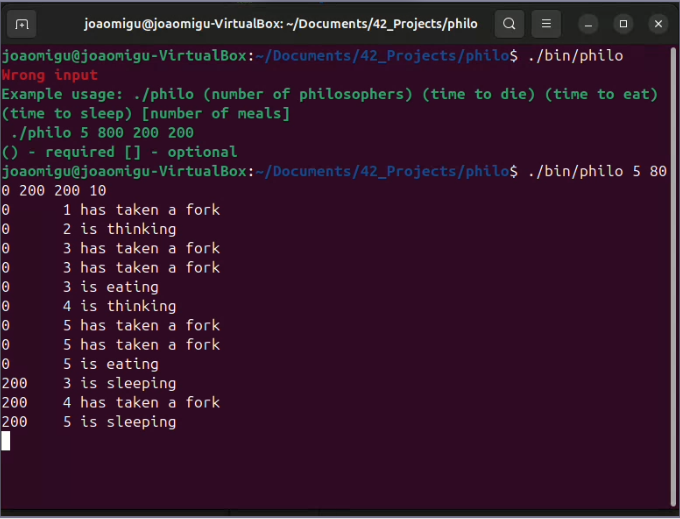 joaomigu@joaomigu-VirtualBox: ~/Documents/42_Projects/philo
joaomigu@joaomigu-VirtualBox:~/Documents/42_Projects/philo$ ./bin/philo
Wrong input
Example usage: ./philo (number of philosophers) (time to die) (time to eat)
(time to sleep) [number of meals]
 ./philo 5 800 200 200
() - required [] - optional
joaomigu@joaomigu-VirtualBox:~/Documents/42_Projects/philo$ ./bin/philo 5 80
0 200 200 10
0      1 has taken a fork
0      2 is thinking
0      3 has taken a fork
0      3 has taken a fork
0      3 is eating
0      4 is thinking
0      5 has taken a fork
0      5 has taken a fork
0      5 is eating
200    3 is sleeping
200    4 has taken a fork
200    5 is sleeping